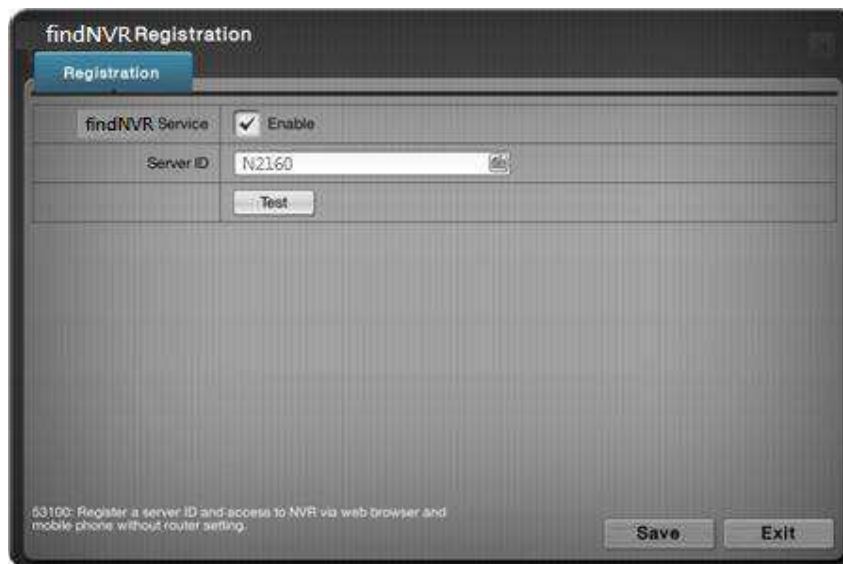 findNVR Registration
Registration
findNVR Service
Enable
Server ID
N2160
Test
53100: Register a server ID and access to NVR via web browser and
mobile phone without router setting.
Save
Exit